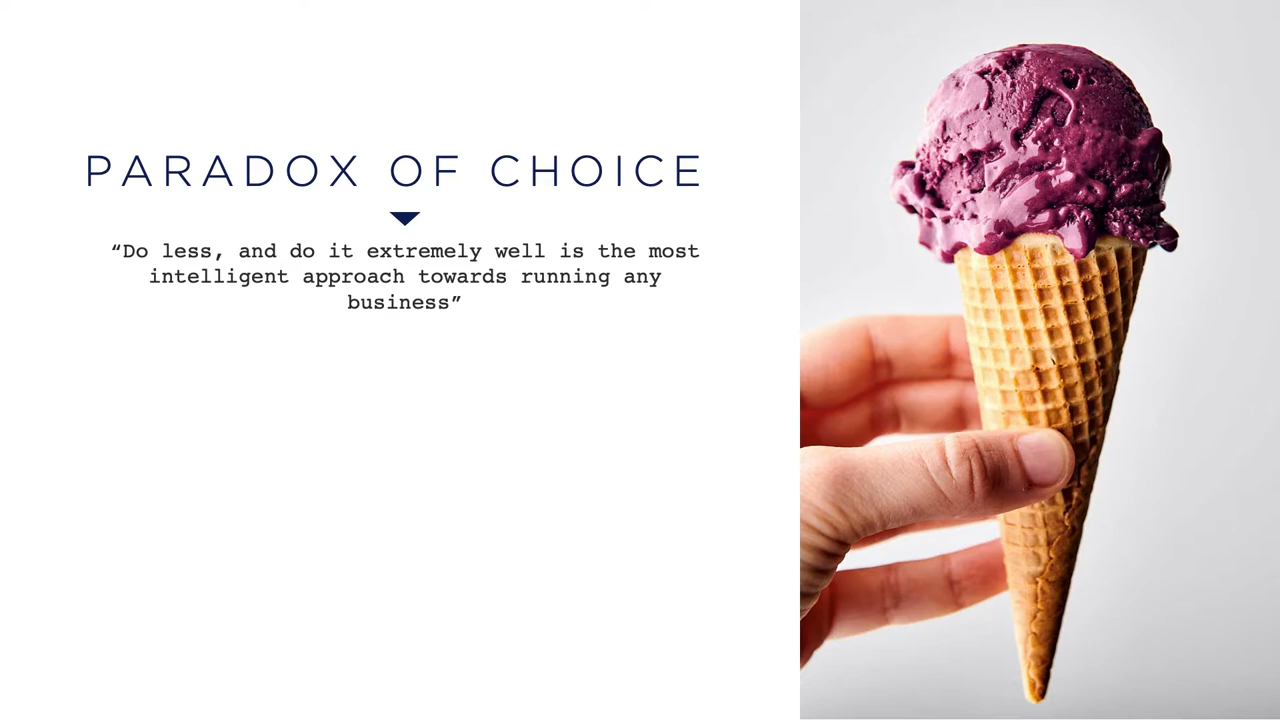 PARADOX OF CHOICE
“Do less, and do it extremely well is the most
intelligent approach towards running any
business”